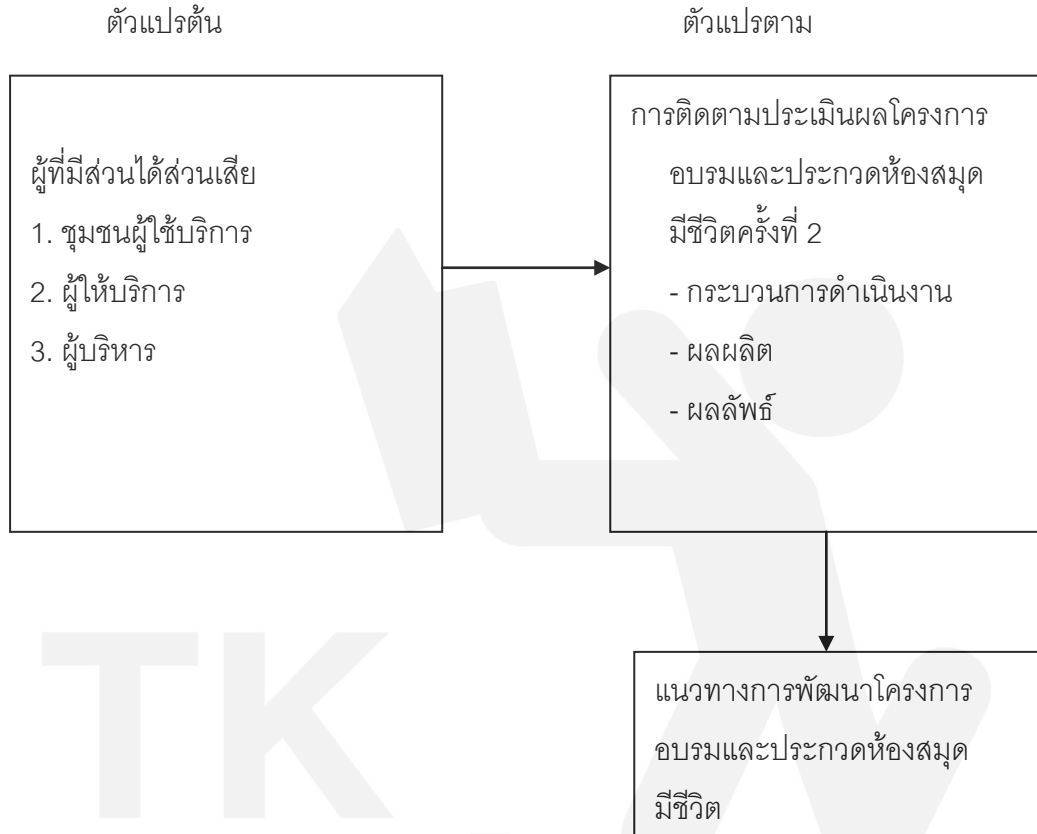 ตัวแปรต้น
ตัวแปรตาม
ผู้ที่มีส่วนได้ส่วนเสีย
1. ชุมชนผู้ใช้บริการ
2. ผู้ให้บริการ
3. ผู้บริหาร
การติดตามประเมินผลโครงการ
อบรมและประกวดห้องสมุด
มีชีวิตครั้งที่ 2
- กระบวนการดำเนินงาน
- ผลผลิต
- ผลลัพธ์
แนวทางการพัฒนาโครงการ
อบรมและประกวดห้องสมุด
มีชีวิต
TK